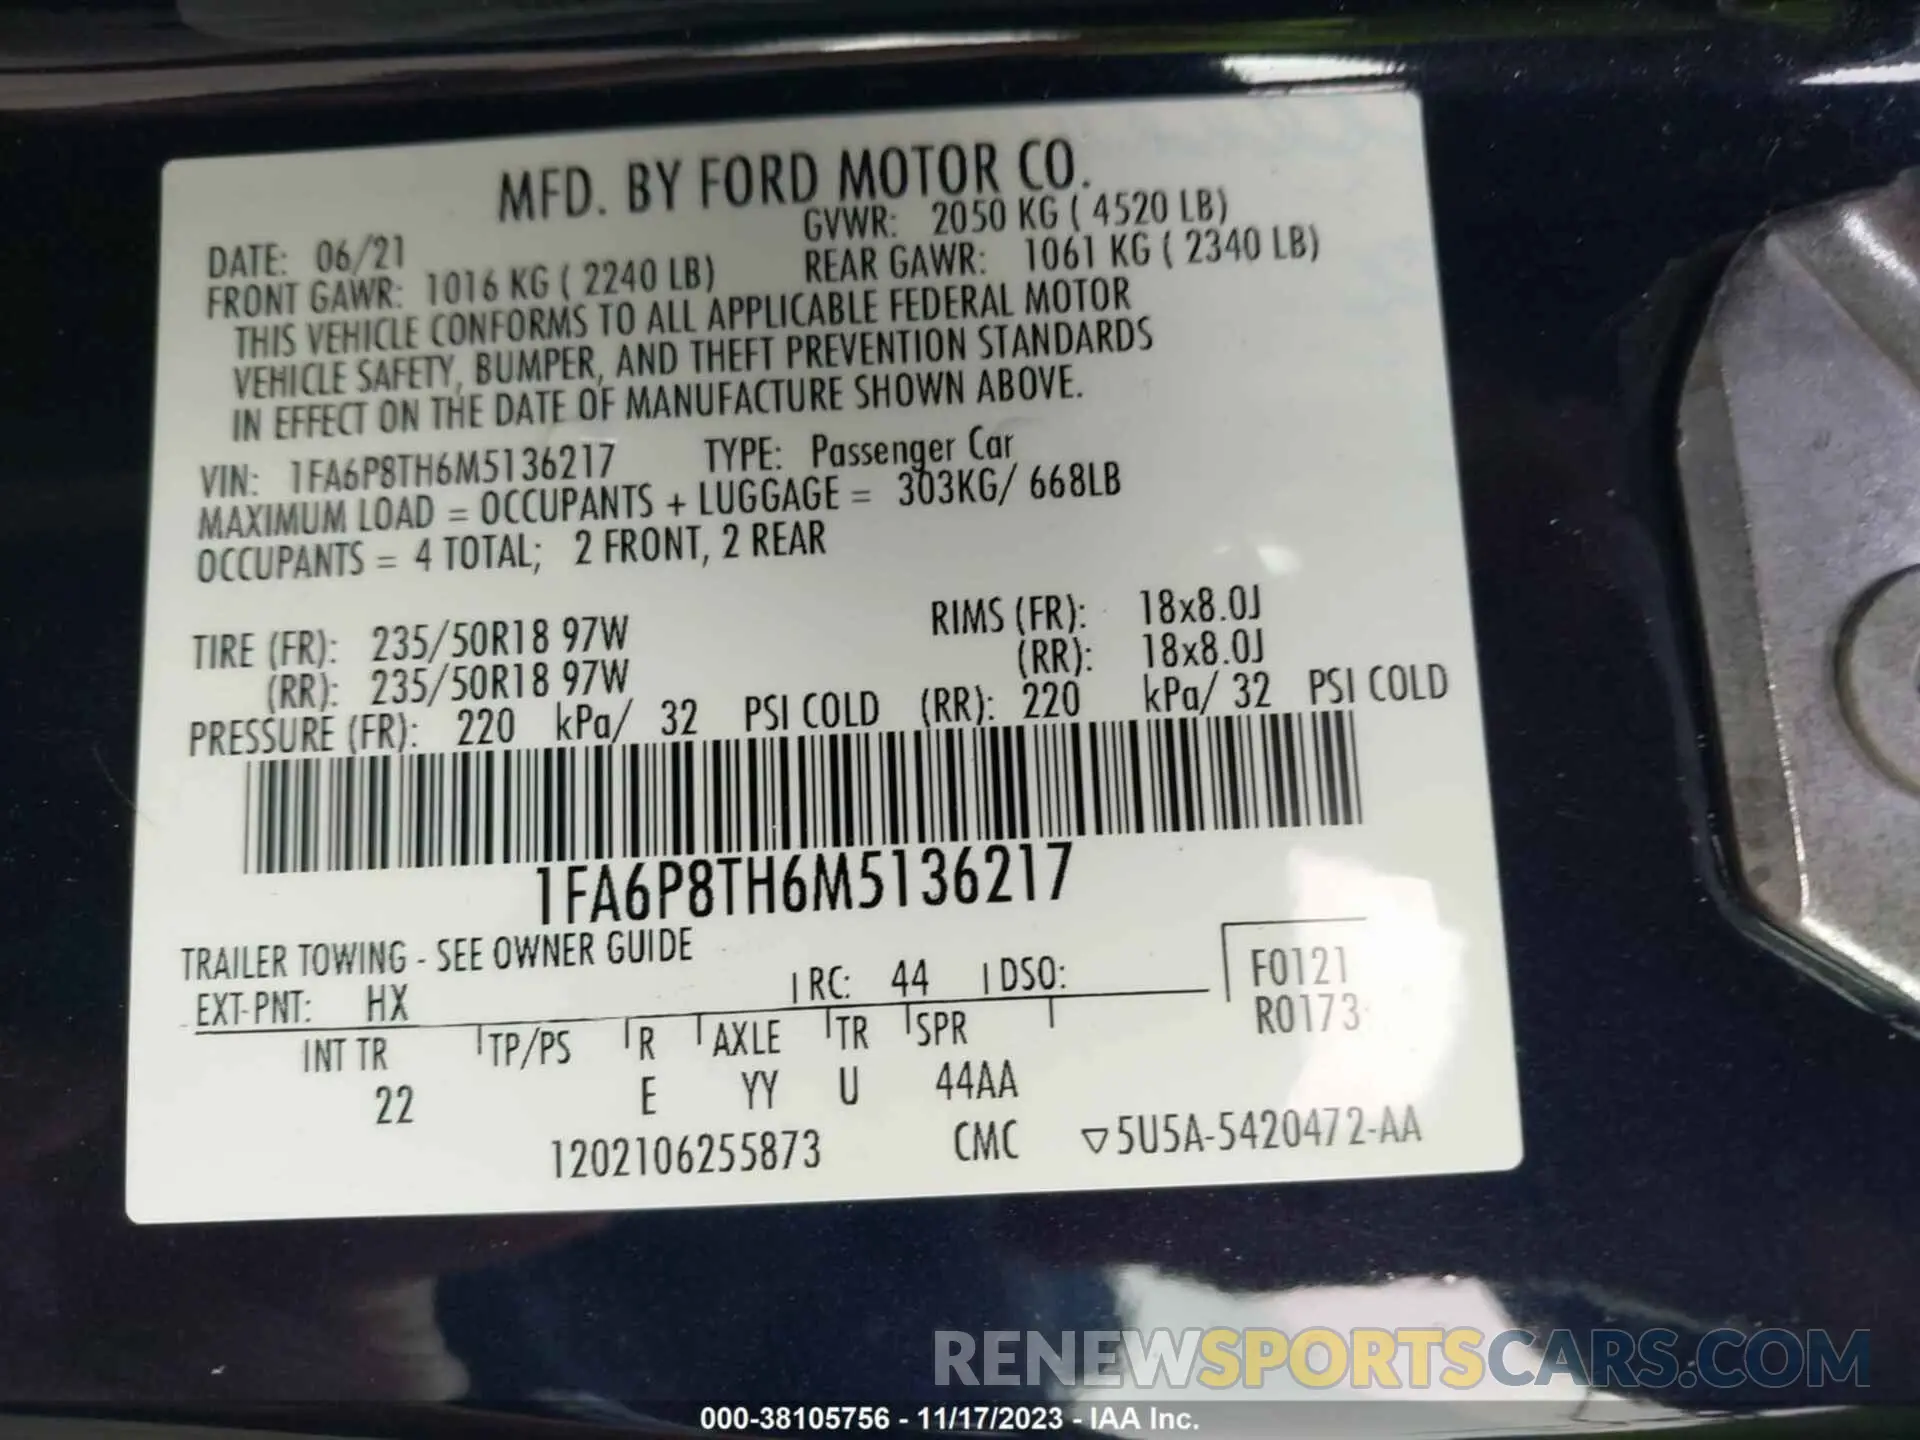 MFD. BY FORD MOTOR CO.
DATE: 06/21 GVWR: 2050 KG ( 4520 LB)
FRONT GAWR: 1016 KG ( 2240 LB) REAR GAWR: 1061 KG ( 2340 LB)
THIS VEHICLE CONFORMS TO ALL APPLICABLE FEDERAL MOTOR
VEHICLE SAFETY, BUMPER, AND THEFT PREVENTION STANDARDS
IN EFFECT ON THE DATE OF MANUFACTURE SHOWN ABOVE.
VIN: 1FA6P8TH6M5136217 TYPE: Passenger Car
MAXIMUM LOAD = OCCUPANTS + LUGGAGE = 303KG/ 668LB
OCCUPANTS = 4 TOTAL; 2 FRONT, 2 REAR
TIRE (FR): 235/50R18 97W RIMS (FR): 18x8.0J
(RR): 235/50R18 97W (RR): 18x8.0J
PRESSURE (FR): 220 kPa/ 32 PSI COLD (RR): 220 kPa/ 32 PSI COLD
1FA6P8TH6M5136217
TRAILER TOWING - SEE OWNER GUIDE
EXT-PNT: HX RC: 44 DSO: F0121
R0173
INT TR TP/PS R AXLE TR SPR
22 E YY U 44AA
1202106255873 CMC ▽5U5A-5420472-AA
RENEWSPORTSCARS.COM
000-38105756 - 11/17/2023 - IAA Inc.